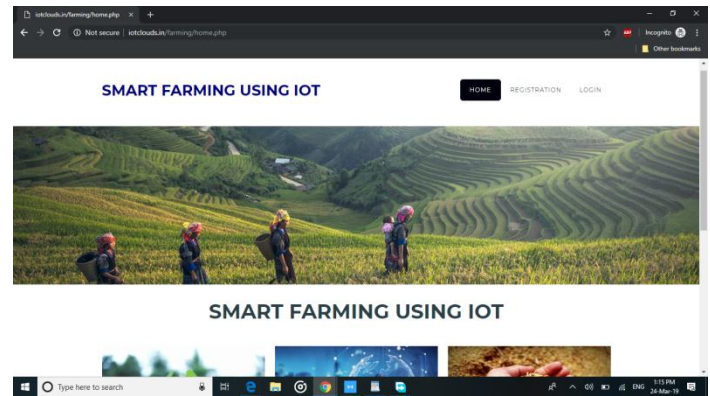 iotclouds.in/farming/home.php
Not secure | iotclouds.in/farming/home.php
Incognito
Other bookmarks
SMART FARMING USING IOT
HOME REGISTRATION LOGIN
SMART FARMING USING IOT
Type here to search
ENG
1:15 PM
24-Mar-19